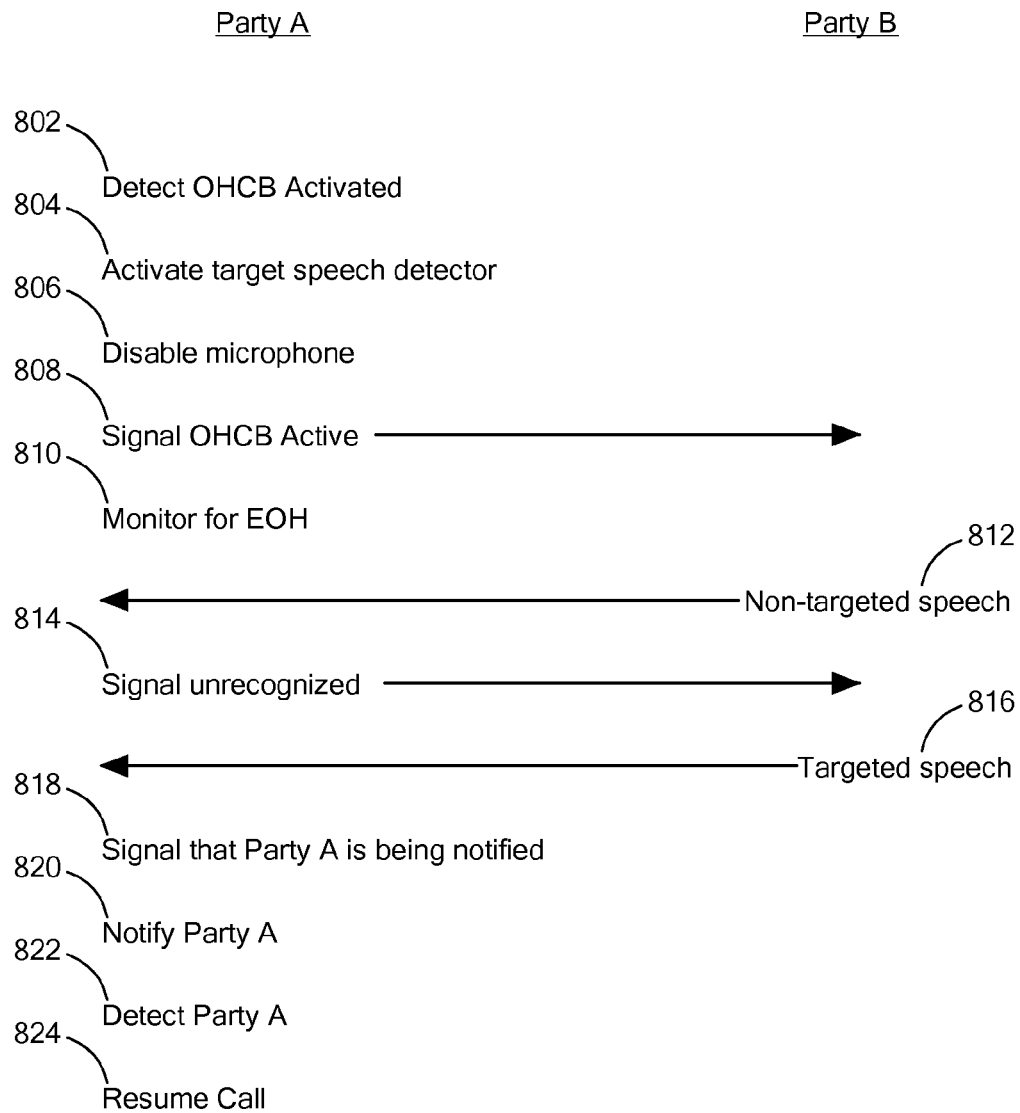 Party A
Party B
802
Detect OHCB Activated
804
Activate target speech detector
806
Disable microphone
808
Signal OHCB Active
810
Monitor for EOH
812
Non-targeted speech
814
Signal unrecognized
816
Targeted speech
818
Signal that Party A is being notified
820
Notify Party A
822
Detect Party A
824
Resume Call